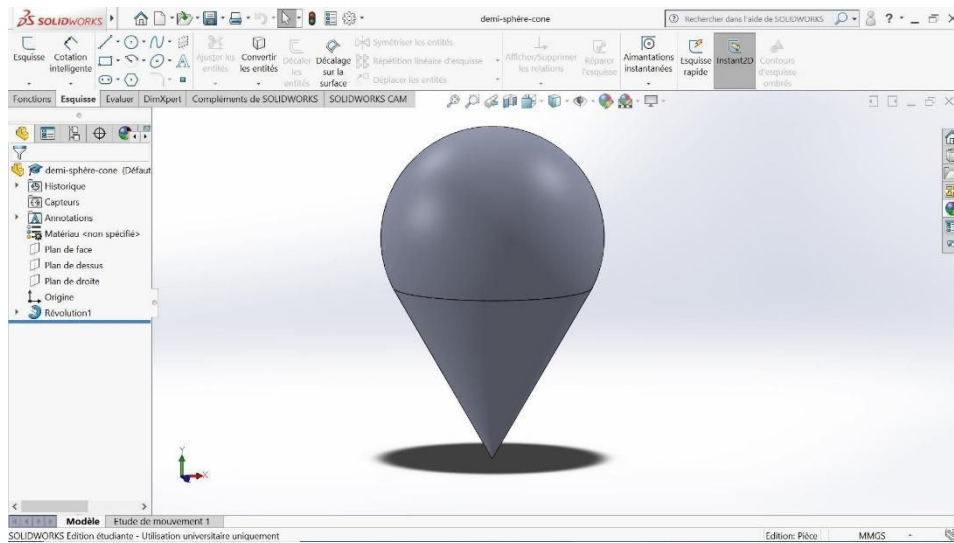 SOLIDWORKS
demi-sphère-cone
Rechercher dans l'aide de SOLIDWORKS
Esquisse
Cotation intelligente
Ajuster les entités
Convertir les entités
Décaler les entités
Décalage sur la surface
Symétriser les entités
Répétition linéaire d'esquisse
Déplacer les entités
Afficher/Supprimer les relations
Réparer l'esquisse
Aimantations instantanées
Esquisse rapide
Instant2D
Contours d'esquisse ombrés
Fonctions Esquisse Evaluer DimXpert Compléments de SOLIDWORKS SOLIDWORKS CAM
demi-sphère-cone (Défaut
Historique
Capteurs
Annotations
Matériau <non spécifié>
Plan de face
Plan de dessus
Plan de droite
Origine
Révolution1
Y
X
Modèle Etude de mouvement 1
SOLIDWORKS Edition étudiante - Utilisation universitaire uniquement Edition: Pièce MMGS